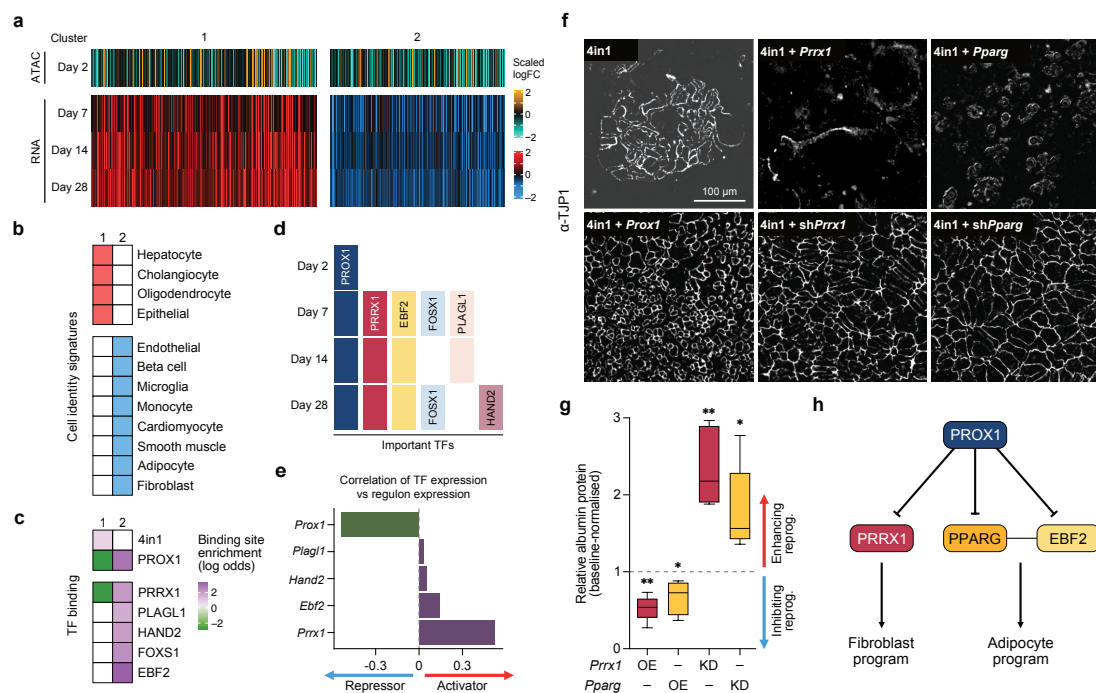 a
Cluster
1
2
ATAC
Day 2
RNA
Day 7
Day 14
Day 28
Scaled
logFC
2
0
−2
2
0
−2
b
1 2
Cell identity signatures
Hepatocyte
Cholangiocyte
Oligodendrocyte
Epithelial
Endothelial
Beta cell
Microglia
Monocyte
Cardiomyocyte
Smooth muscle
Adipocyte
Fibroblast
c
1 2
TF binding
4in1
PROX1
PRRX1
PLAGL1
HAND2
FOXS1
EBF2
Binding site
enrichment
(log odds)
2
0
−2
d
Day 2
Day 7
Day 14
Day 28
PROX1
PRRX1
EBF2
FOSX1
PLAGL1
FOSX1
HAND2
Important TFs
e
Correlation of TF expression
vs regulon expression
Prox1
Plagl1
Hand2
Ebf2
Prrx1
-0.3 0 0.3
Repressor Activator
f
α-TJP1
4in1
100 µm
4in1 + Prrx1
4in1 + Pparg
4in1 + Prox1
4in1 + shPrrx1
4in1 + shPparg
g
Relative albumin protein
(baseline-normalised)
3
2
1
0
**
*
**
*
Enhancing
reprog.
Inhibiting
reprog.
Prrx1 OE – KD –
Pparg – OE – KD
h
PROX1
PRRX1
PPARG
EBF2
Fibroblast
program
Adipocyte
program